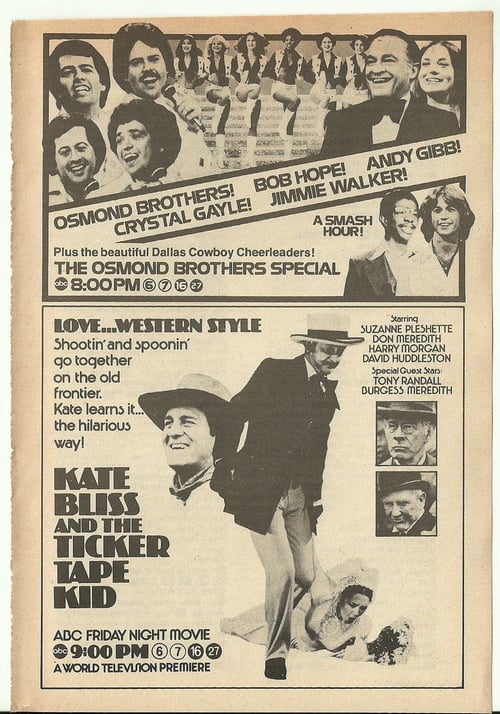 OSMOND BROTHERS! BOB HOPE! ANDY GIBB!
CRYSTAL GAYLE! JIMMIE WALKER!
A SMASH
HOUR!
Plus the beautiful Dallas Cowboy Cheerleaders!
THE OSMOND BROTHERS SPECIAL
abc 8:00PM 6 7 16 27
LOVE...WESTERN STYLE
Shootin' and spoonin'
go together
on the old
frontier.
Kate learns it...
the hilarious
way!
Starring
SUZANNE PLESHETTE
DON MEREDITH
HARRY MORGAN
DAVID HUDDLESTON
Special Guest Stars
TONY RANDALL
BURGESS MEREDITH
KATE
BLISS
AND THE
TICKER
TAPE
KID
ABC FRIDAY NIGHT MOVIE
abc 9:00 PM 6 7 16 27
A WORLD TELEVISION PREMIERE